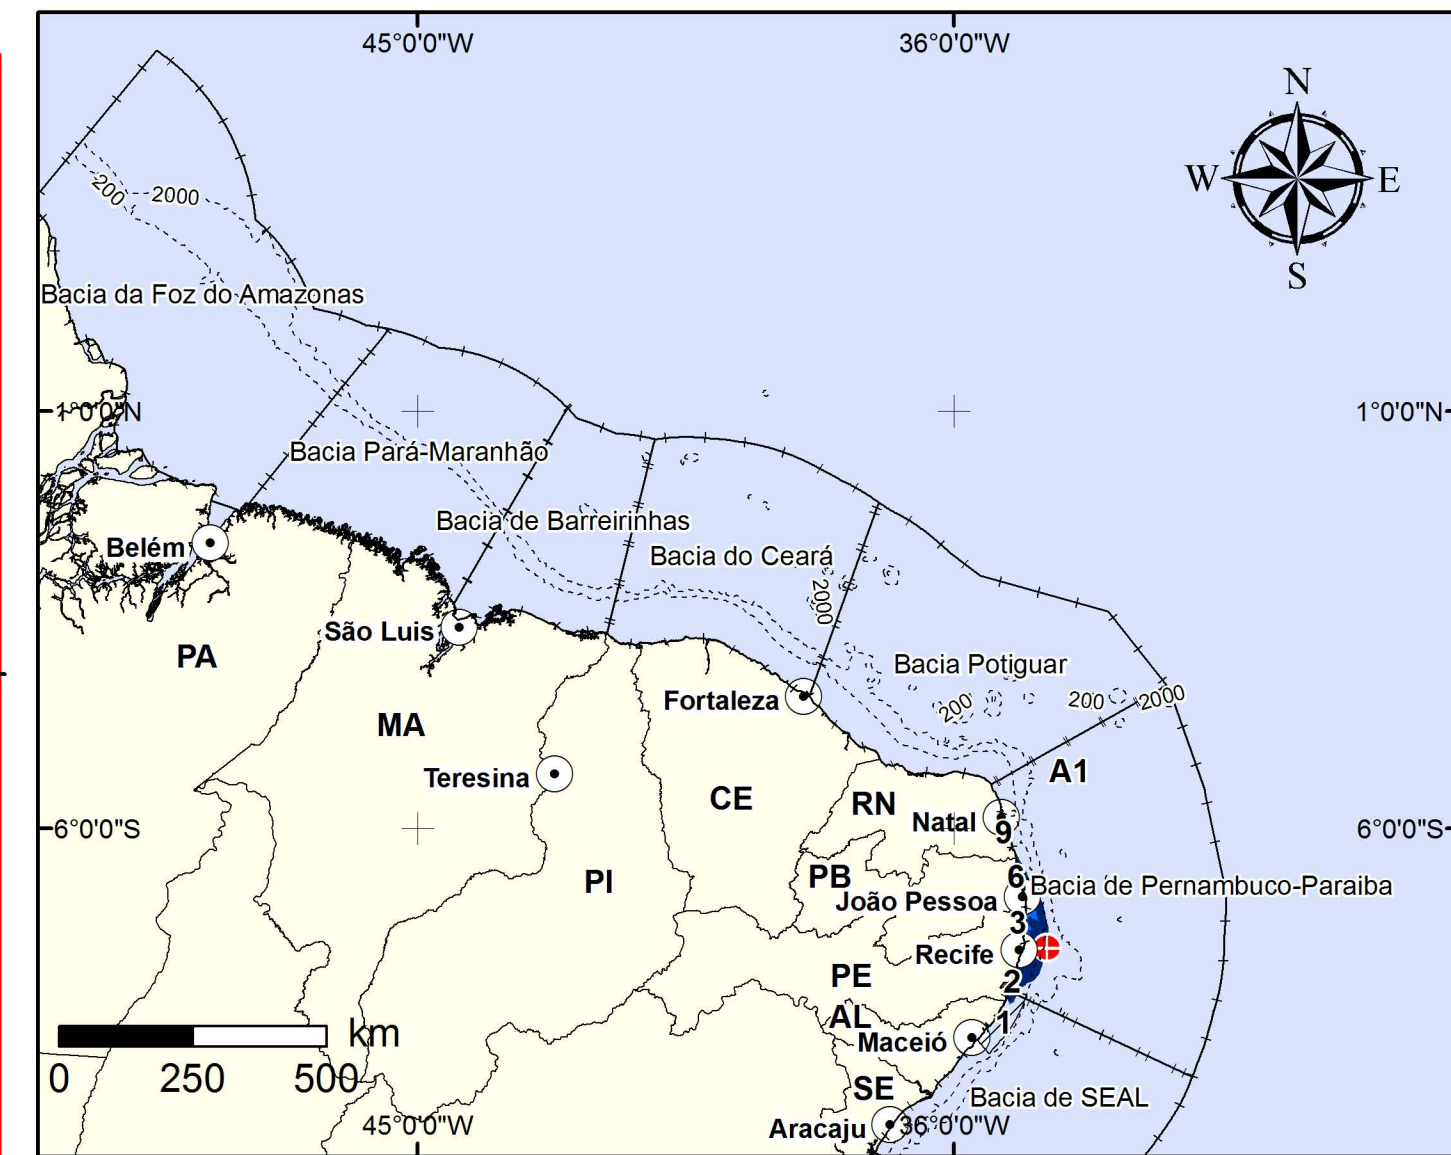 45°0'0"W
36°0'0"W
N
W
E
S
200
2000
Bacia da Foz do Amazonas
1°0'0"N
1°0'0"N
Bacia Pará-Maranhão
Bacia de Barreirinhas
Belém
Bacia do Ceará
2000
São Luis
PA
Bacia Potiguar
Fortaleza
200
200
2000
MA
Teresina
A1
CE
RN
Natal
9
6°0'0"S
6°0'0"S
PI
PB
6
Bacia de Pernambuco-Paraiba
João Pessoa
3
Recife
PE
2
AL
1
km
Maceió
0
250
500
SE
Bacia de SEAL
45°0'0"W
Aracaju
36°0'0"W